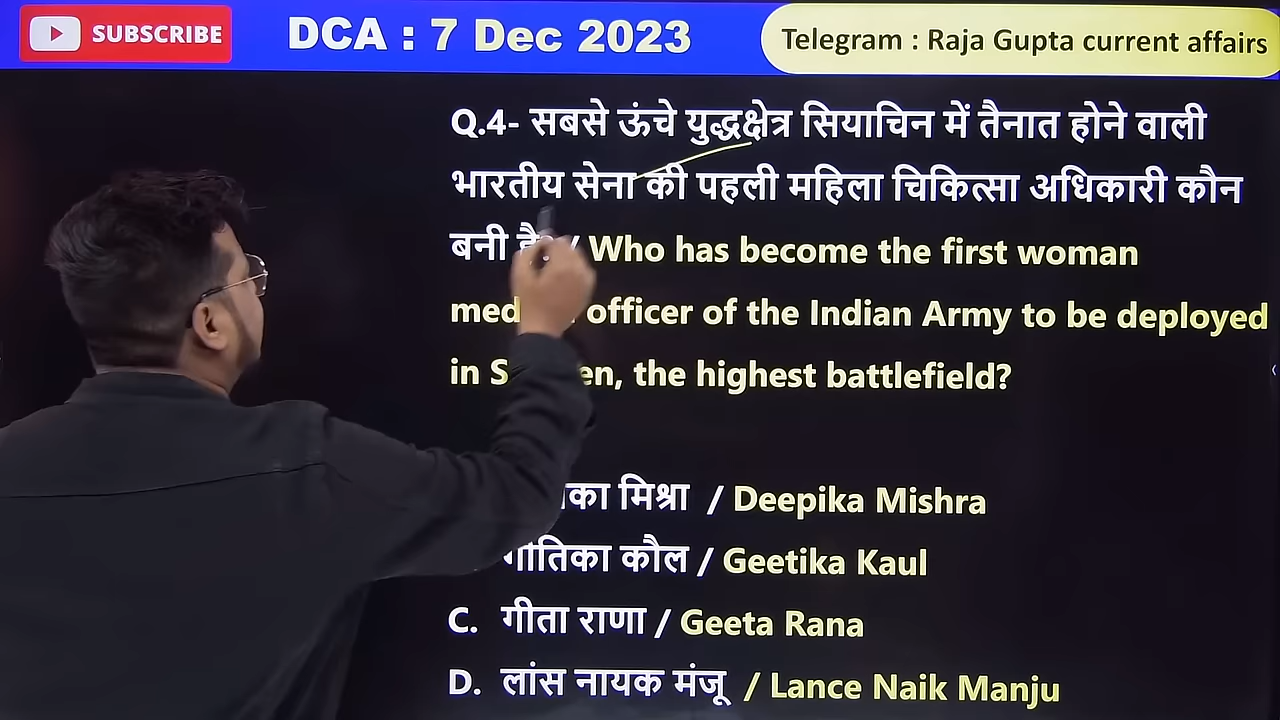 SUBSCRIBE
DCA : 7 Dec 2023
Telegram : Raja Gupta current affairs
Q.4- सबसे ऊंचे युद्धक्षेत्र सियाचिन में तैनात होने वाली
भारतीय सेना की पहली महिला चिकित्सा अधिकारी कौन
बनी / Who has become the first woman
officer of the Indian Army to be deployed
in the highest battlefield?
मिश्रा / Deepika Mishra
गीतिका कौल / Geetika Kaul
C. गीता राणा / Geeta Rana
D. लांस नायक मंजू / Lance Naik Manju